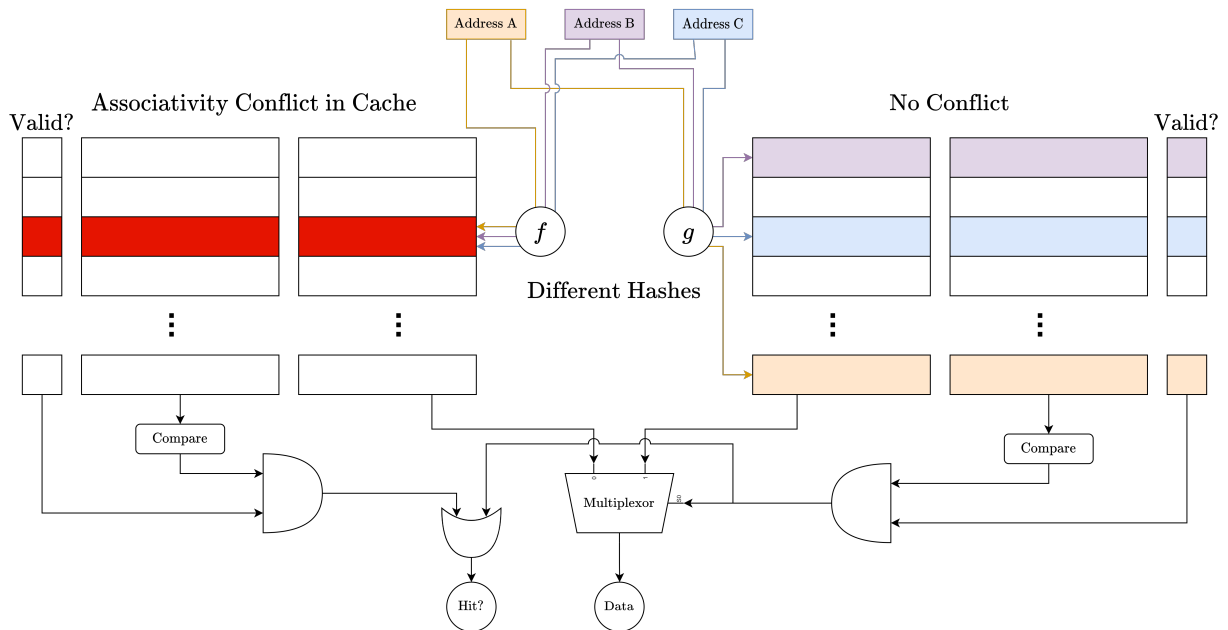 Address A
Address B
Address C
Associativity Conflict in Cache
No Conflict
Valid?
Valid?
f
g
Different Hashes
⋮
⋮
⋮
⋮
Compare
Compare
0
1
Multiplexor
S0
Hit?
Data